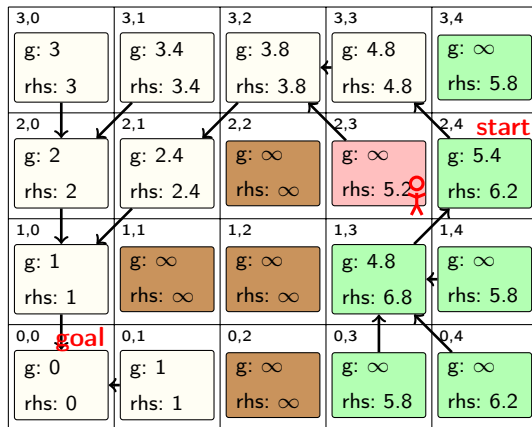 3,0 3,1 3,2 3,3 3,4
g: 3 g: 3.4 g: 3.8 g: 4.8 g: ∞
rhs: 3 rhs: 3.4 rhs: 3.8 rhs: 4.8 rhs: 5.8
2,0 2,1 2,2 2,3 2,4 start
g: 2 g: 2.4 g: ∞ g: ∞ g: 5.4
rhs: 2 rhs: 2.4 rhs: ∞ rhs: 5.2 rhs: 6.2
1,0 1,1 1,2 1,3 1,4
g: 1 g: ∞ g: ∞ g: 4.8 g: ∞
rhs: 1 rhs: ∞ rhs: ∞ rhs: 6.8 rhs: 5.8
0,0 goal 0,1 0,2 0,3 0,4
g: 0 g: 1 g: ∞ g: ∞ g: ∞
rhs: 0 rhs: 1 rhs: ∞ rhs: 5.8 rhs: 6.2